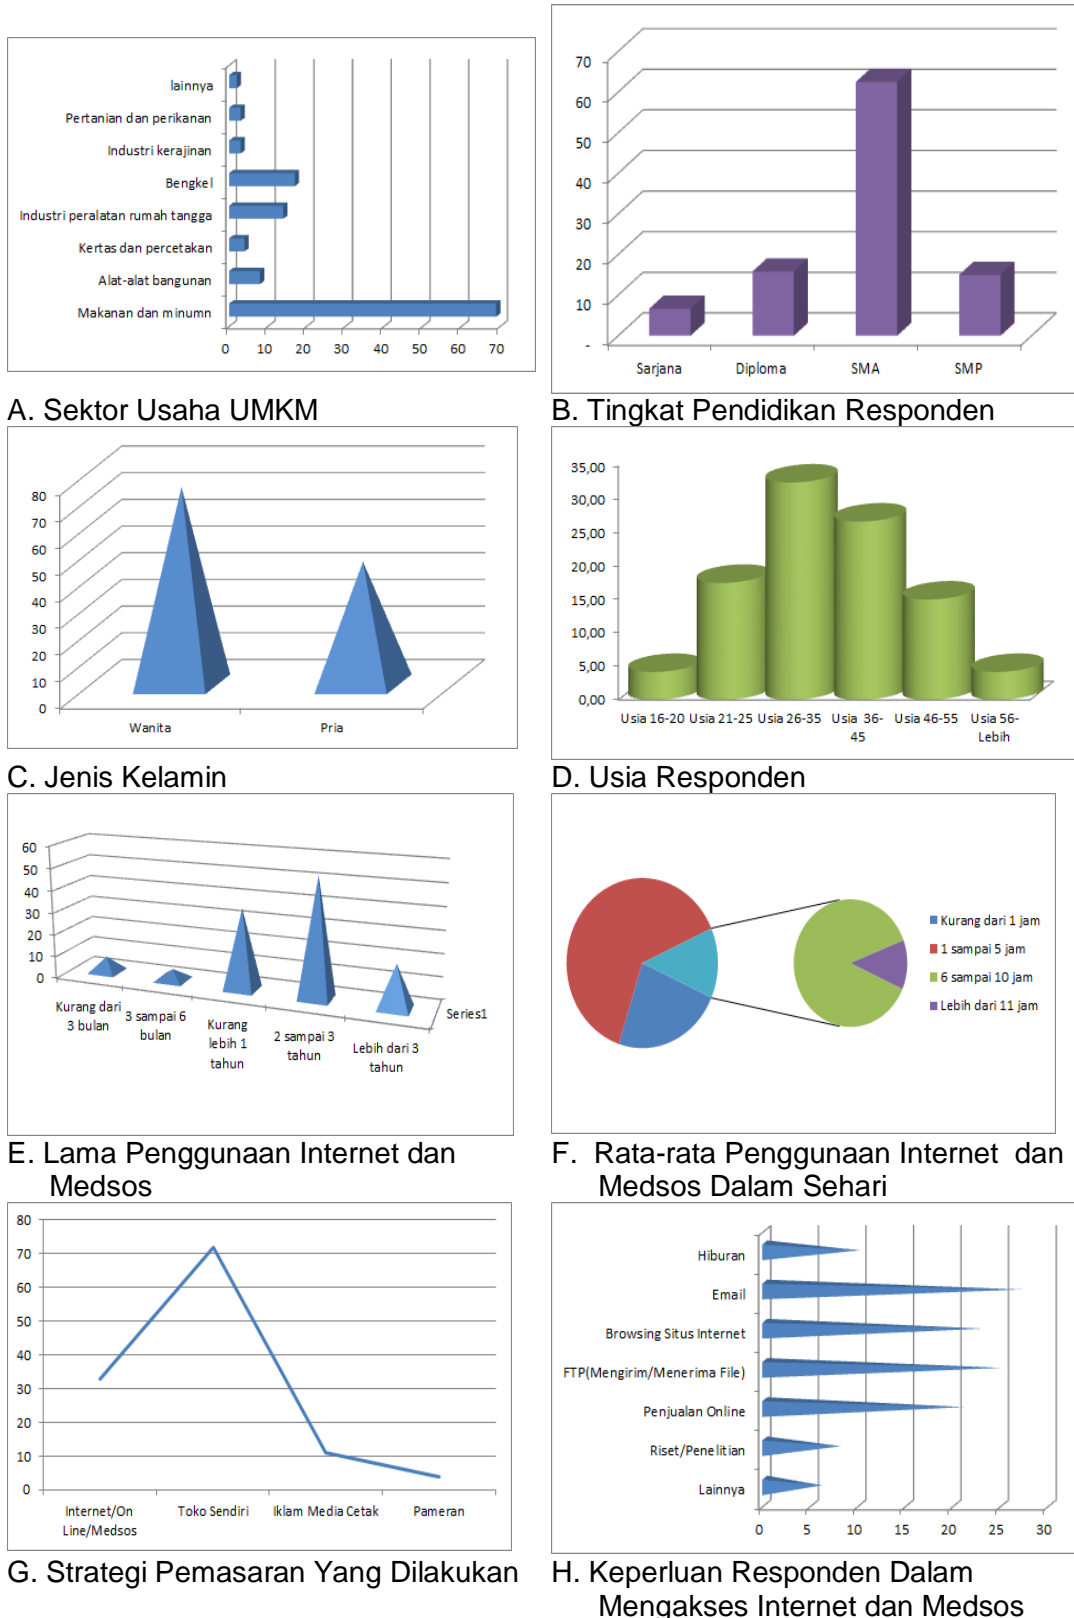 lainnya
Pertanian dan perikanan
Industri kerajinan
Bengkel
Industri peralatan rumah tangga
Kertas dan percetakan
Alat-alat bangunan
Makanan dan minumn
0 10 20 30 40 50 60 70
A. Sektor Usaha UMKM
70
60
50
40
30
20
10
-
Sarjana Diploma SMA SMP
B. Tingkat Pendidikan Responden
80
70
60
50
40
30
20
10
0
Wanita Pria
C. Jenis Kelamin
35,00
30,00
25,00
20,00
15,00
10,00
5,00
0,00
Usia 16-20 Usia 21-25 Usia 26-35 Usia 36- Usia 46-55 Usia 56-
45 Lebih
D. Usia Responden
60
50
40
30
20
10
0
Kurang dari
3 bulan
3 sampai 6
bulan
Kurang
lebih 1
tahun
2 sampai 3
tahun
Lebih dari 3
tahun
Series1
E. Lama Penggunaan Internet dan
Medsos
Kurang dari 1 jam
1 sampai 5 jam
6 sampai 10 jam
Lebih dari 11 jam
F. Rata-rata Penggunaan Internet dan
Medsos Dalam Sehari
80
70
60
50
40
30
20
10
0
Internet/On
Line/Medsos
Toko Sendiri
Iklam Media Cetak
Pameran
G. Strategi Pemasaran Yang Dilakukan
Hiburan
Email
Browsing Situs Internet
FTP(Mengirim/Menerima File)
Penjualan Online
Riset/Penelitian
Lainnya
0 5 10 15 20 25 30
H. Keperluan Responden Dalam
Mengakses Internet dan Medsos